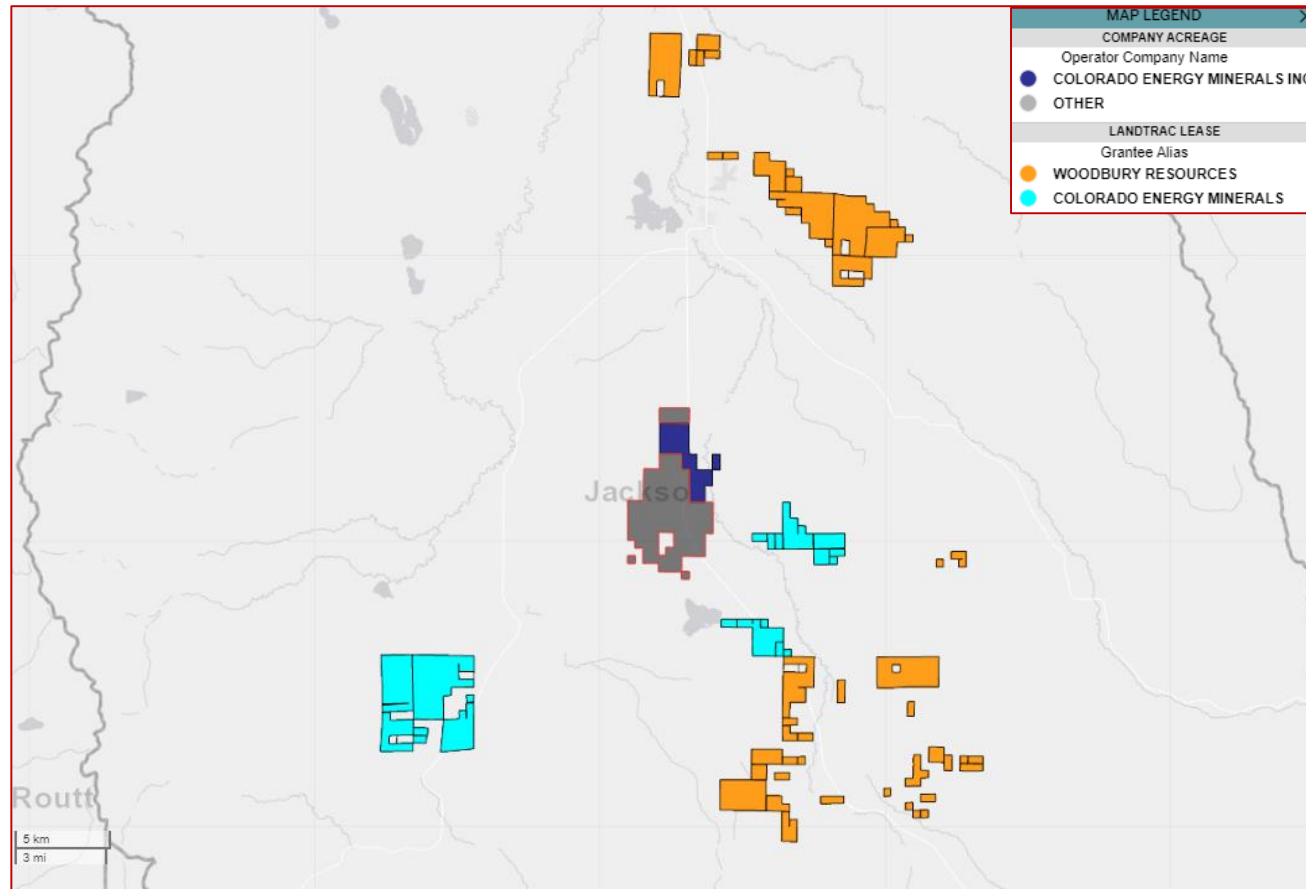 MAP LEGEND
COMPANY ACREAGE
Operator Company Name
COLORADO ENERGY MINERALS INC
OTHER
LANDTRAC LEASE
Grantee Alias
WOODBURY RESOURCES
COLORADO ENERGY MINERALS
Jackson
Routt
5 km
3 mi